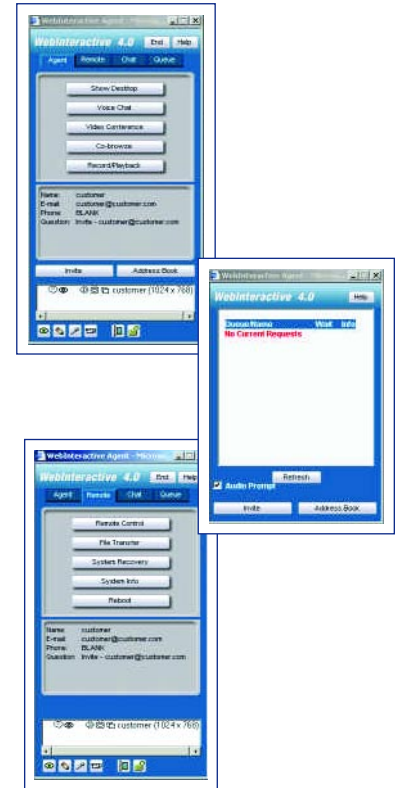 WebInteractive Agent - Micros
WebInteractive 4.0 End Help
Agent Remote Chat Queue
Show Desktop
Voice Chat
Video Conference
Co-browse
Record/Playback
Name: customer
E-mail: customer@customer.com
Phone: BLANK
Question: Invite - customer@customer.com
Invite Address Book
customer (1024 x 768)
WebInteractive Agent - Micros
WebInteractive 4.0 Help
Queue Name Wait Info
No Current Requests
Refresh
Audio Prompt
Invite Address Book
WebInteractive Agent - Micros
WebInteractive 4.0 End Help
Agent Remote Chat Queue
Remote Control
File Transfer
System Recovery
System Info
Reboot
Name: customer
E-mail: customer@customer.com
Phone: BLANK
Question: Invite - customer@customer.com
customer (1024 x 768)